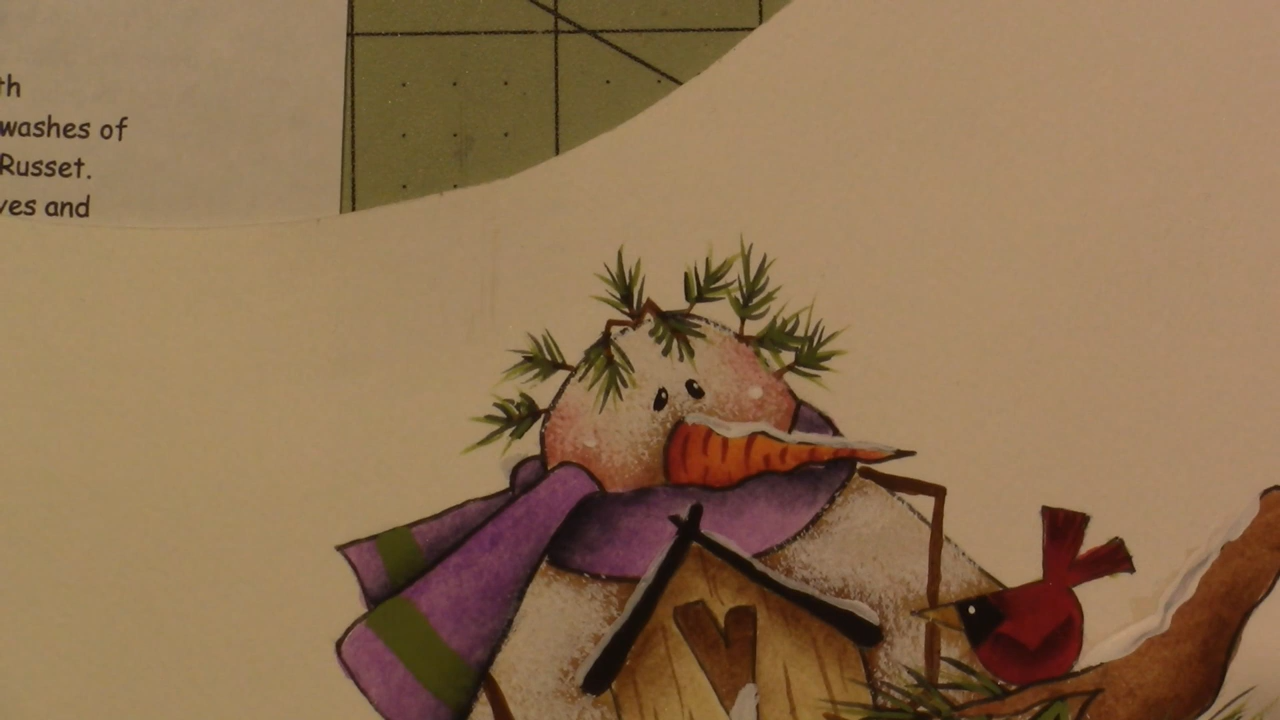 th
washes of
Russet.
ves and